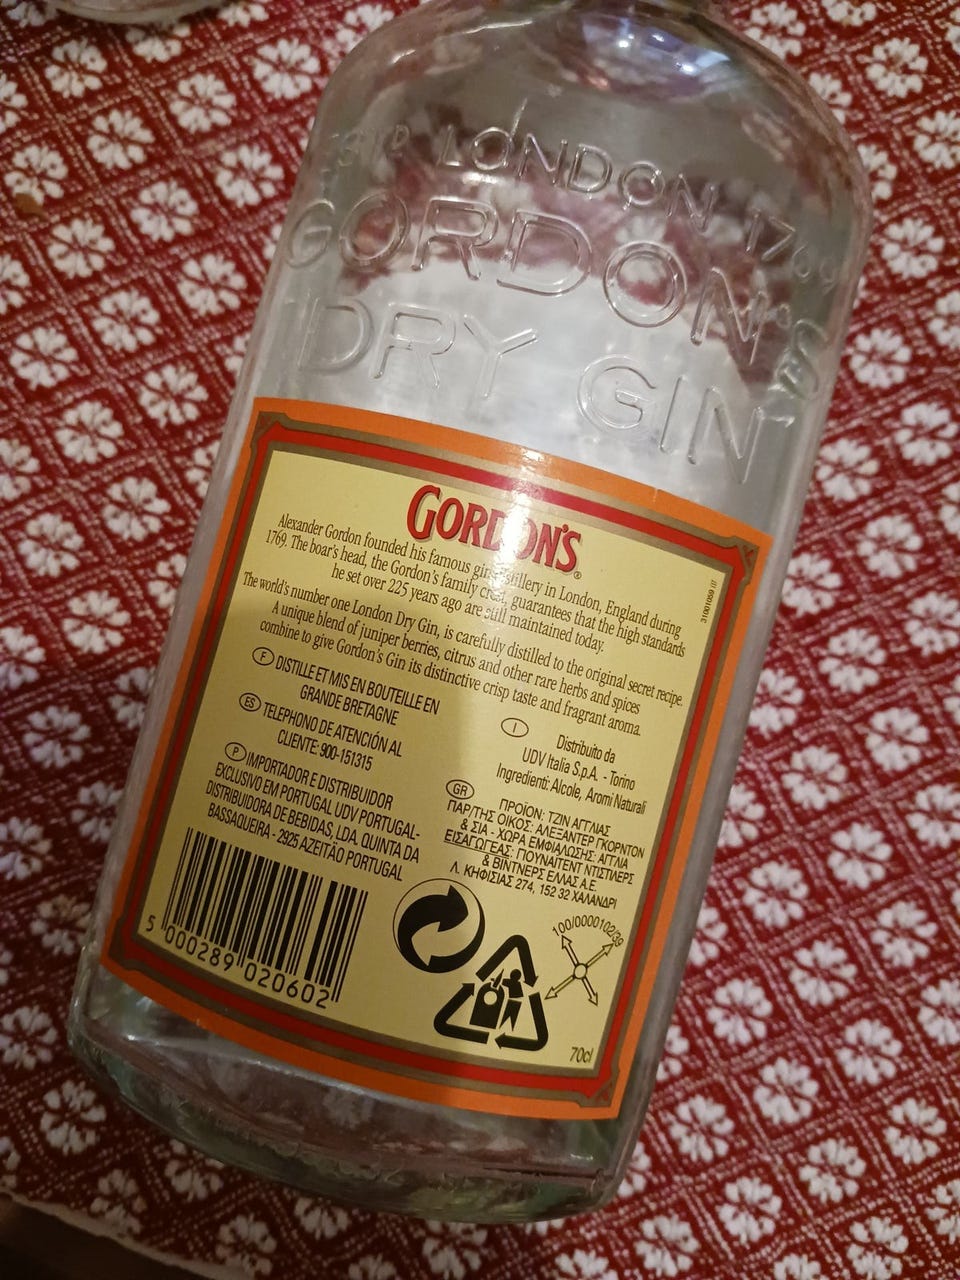 LONDON 1769
GORDON'S
DRY GIN
GORDON'S
Alexander Gordon founded his famous gin distillery in London, England during
1769. The boar's head, the Gordon's family crest, guarantees that the high standards
he set over 225 years ago are still maintained today.
The world's number one London Dry Gin, is carefully distilled to the original secret recipe.
A unique blend of juniper berries, citrus and other rare herbs and spices
combine to give Gordon's Gin its distinctive crisp taste and fragrant aroma.
F DISTILLE ET MIS EN BOUTEILLE EN
GRANDE BRETAGNE
ES TELEPHONO DE ATENCIÓN AL
CLIENTE: 900-151315
P IMPORTADOR E DISTRIBUIDOR
EXCLUSIVO EM PORTUGAL UDV PORTUGAL-
DISTRIBUIDORA DE BEBIDAS, LDA. QUINTA DA
BASSAQUEIRA - 2925 AZEITÃO PORTUGAL
I Distribuito da
UDV Italia S.p.A. - Torino
Ingredienti: Alcole, Aromi Naturali
GR ΠΡΟΪΟΝ: ΤΖΙΝ ΑΓΓΛΙΑΣ
ΠΑΡ/ΤΗΣ ΟΙΚΟΣ: ΑΛΕΞΑΝΤΕΡ ΓΚΟΡΝΤΟΝ
& ΣΙΑ - ΧΩΡΑ ΕΜΦΙΑΛΩΣΗΣ: ΑΓΓΛΙΑ
ΕΙΣΑΓΩΓΕΑΣ: ΓΙΟΥΝΑΪΤΕΝΤ ΝΤΙΣΤΙΛΕΡΣ
& ΒΙΝΤΝΕΡΣ ΕΛΛΑΣ Α.Ε.
Λ. ΚΗΦΙΣΙΑΣ 274, 152 32 ΧΑΛΑΝΔΡΙ
31001059 07
5 000289 020602
100/0000102/39
70cl